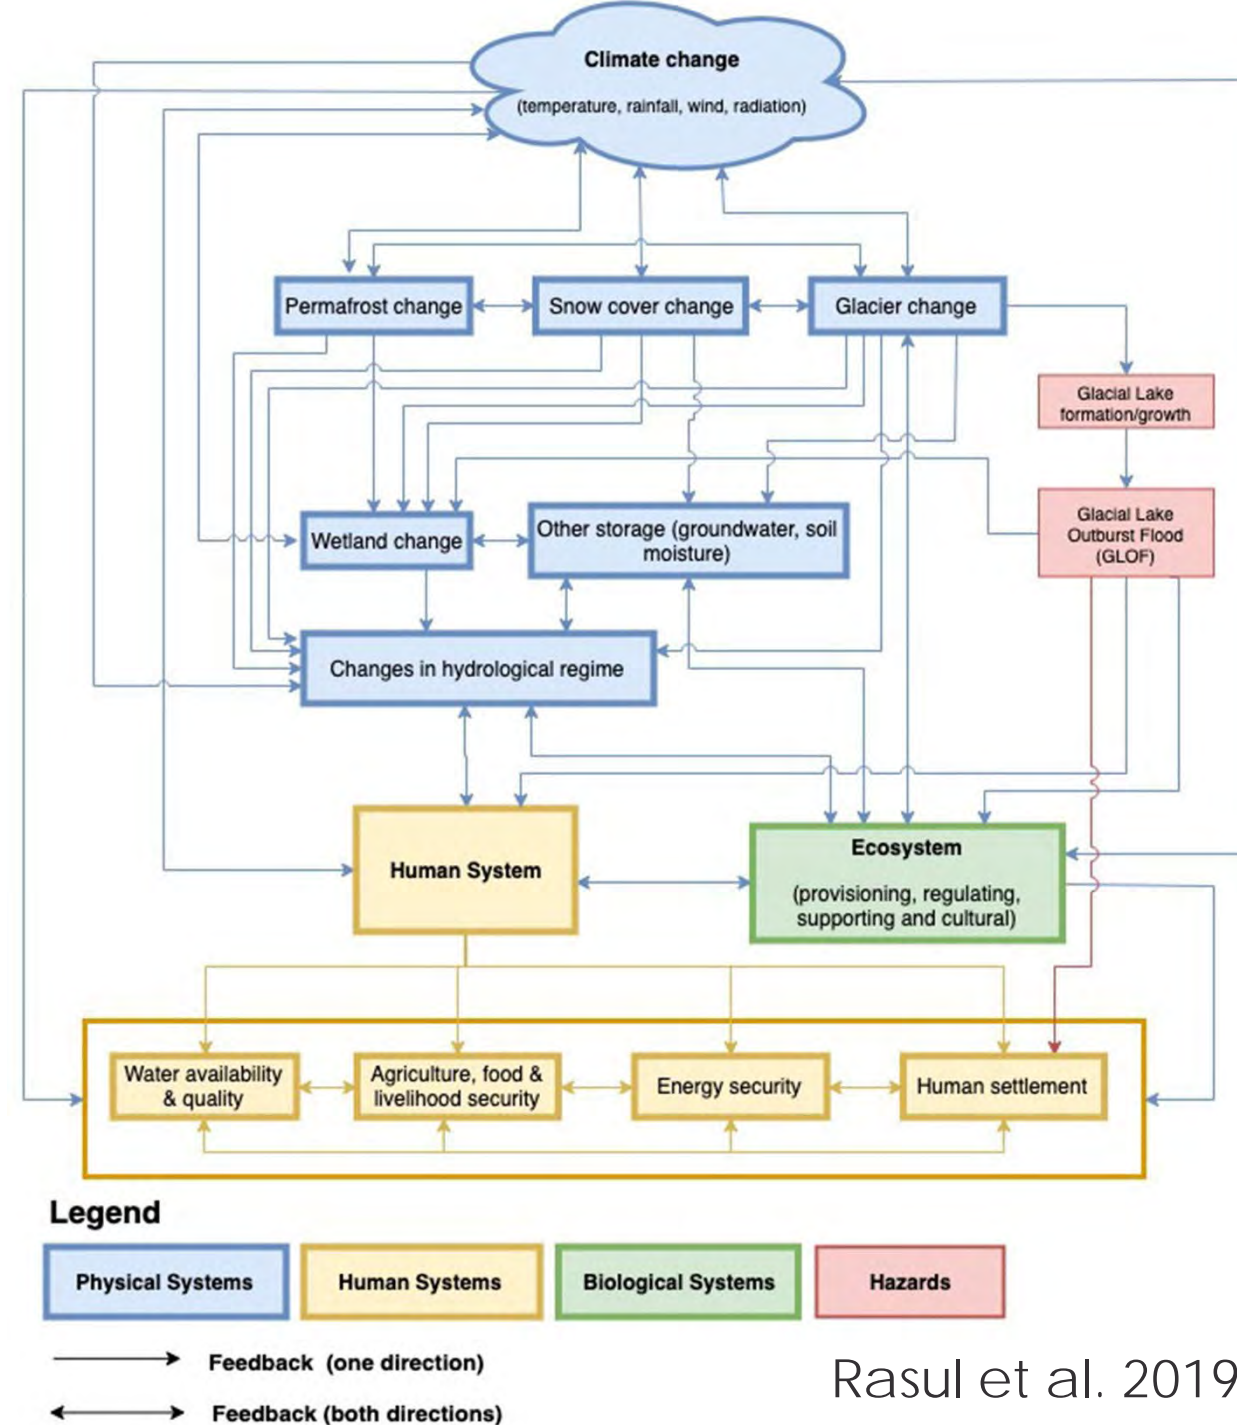 Climate change
(temperature, rainfall, wind, radiation)
Permafrost change
Snow cover change
Glacier change
Glacial Lake
formation/growth
Glacial Lake
Outburst Flood
(GLOF)
Wetland change
Other storage (groundwater, soil
moisture)
Changes in hydrological regime
Human System
Ecosystem
(provisioning, regulating,
supporting and cultural)
Water availability
& quality
Agriculture, food &
livelihood security
Energy security
Human settlement
Legend
Physical Systems
Human Systems
Biological Systems
Hazards
Feedback (one direction)
Feedback (both directions)
Rasul et al. 2019